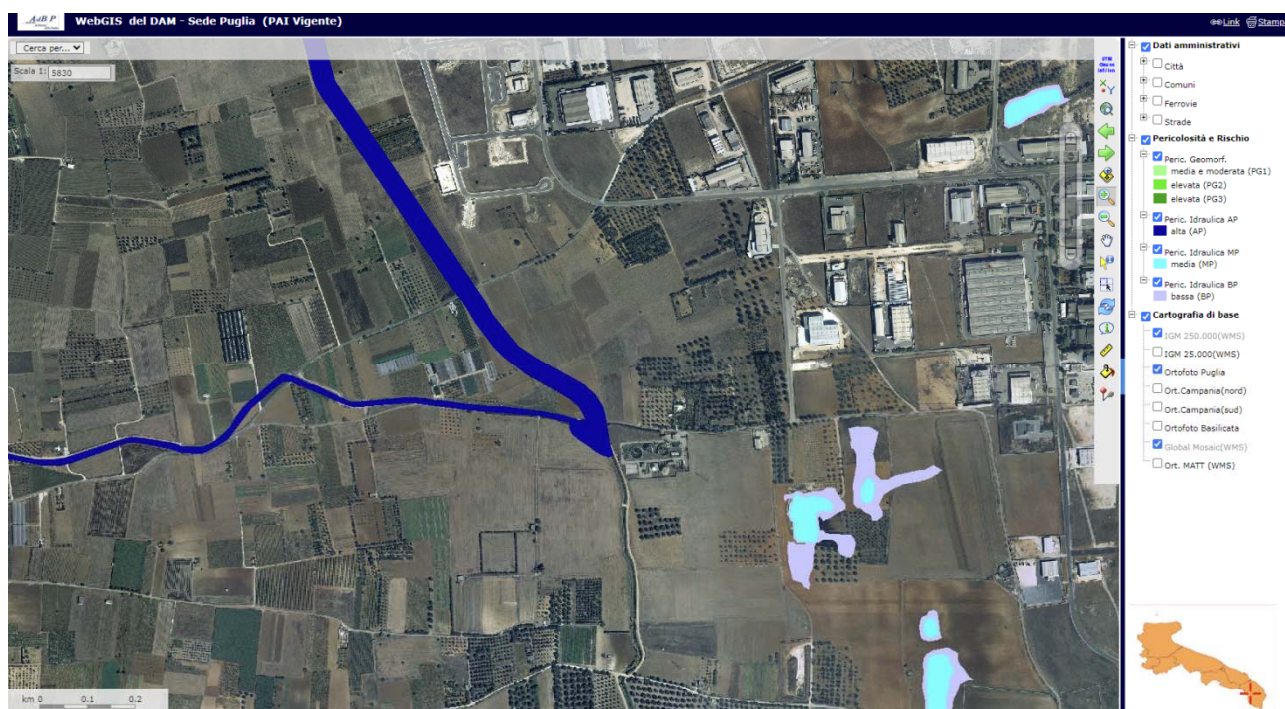 AdB P
WebGIS del DAM - Sede Puglia (PAI Vigente)
Link
Stamp
Cerca per...
Scala 1: 5830
Dati amministrativi
Città
Comuni
Ferrovie
Strade
Pericolosità e Rischio
Peric. Geomorf.
media e moderata (PG1)
elevata (PG2)
elevata (PG3)
Peric. Idraulica AP
alta (AP)
Peric. Idraulica MP
media (MP)
Peric. Idraulica BP
bassa (BP)
Cartografia di base
IGM 250.000(WMS)
IGM 25.000(WMS)
Ortofoto Puglia
Ort.Campania(nord)
Ort.Campania(sud)
Ortofoto Basilicata
Global Mosaic(WMS)
Ort. MATT (WMS)
km 0 0.1 0.2